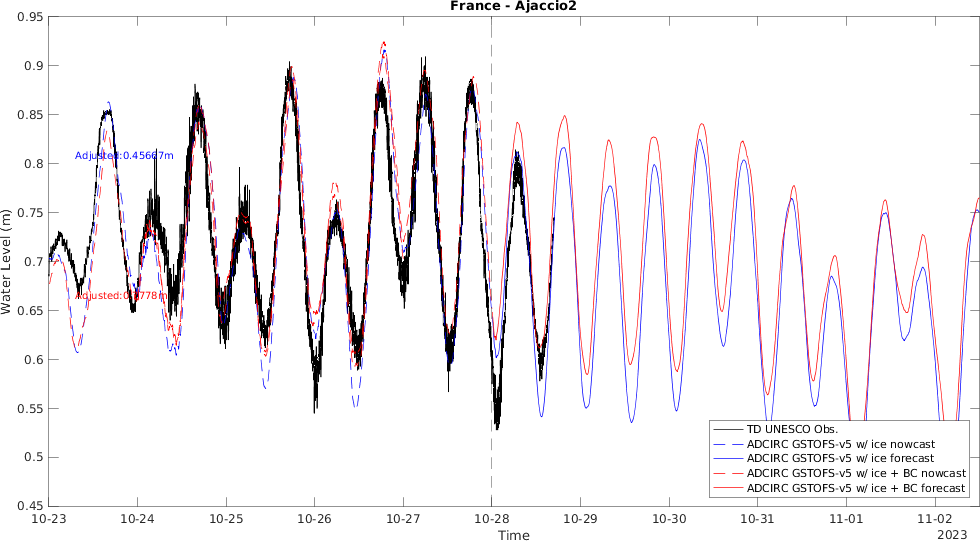 France - Ajaccio2
0.95
0.9
0.85
0.8
0.75
0.7
0.65
0.6
0.55
0.5
0.45
Water Level (m)
Adjusted:0.45667m
TD UNESCO Obs.
ADCIRC GSTOFS-v5 w/ ice nowcast
ADCIRC GSTOFS-v5 w/ ice forecast
ADCIRC GSTOFS-v5 w/ ice + BC nowcast
ADCIRC GSTOFS-v5 w/ ice + BC forecast
10-23
10-24
10-25
10-26
10-27
10-28
10-29
10-30
10-31
11-01
11-02
Time
2023